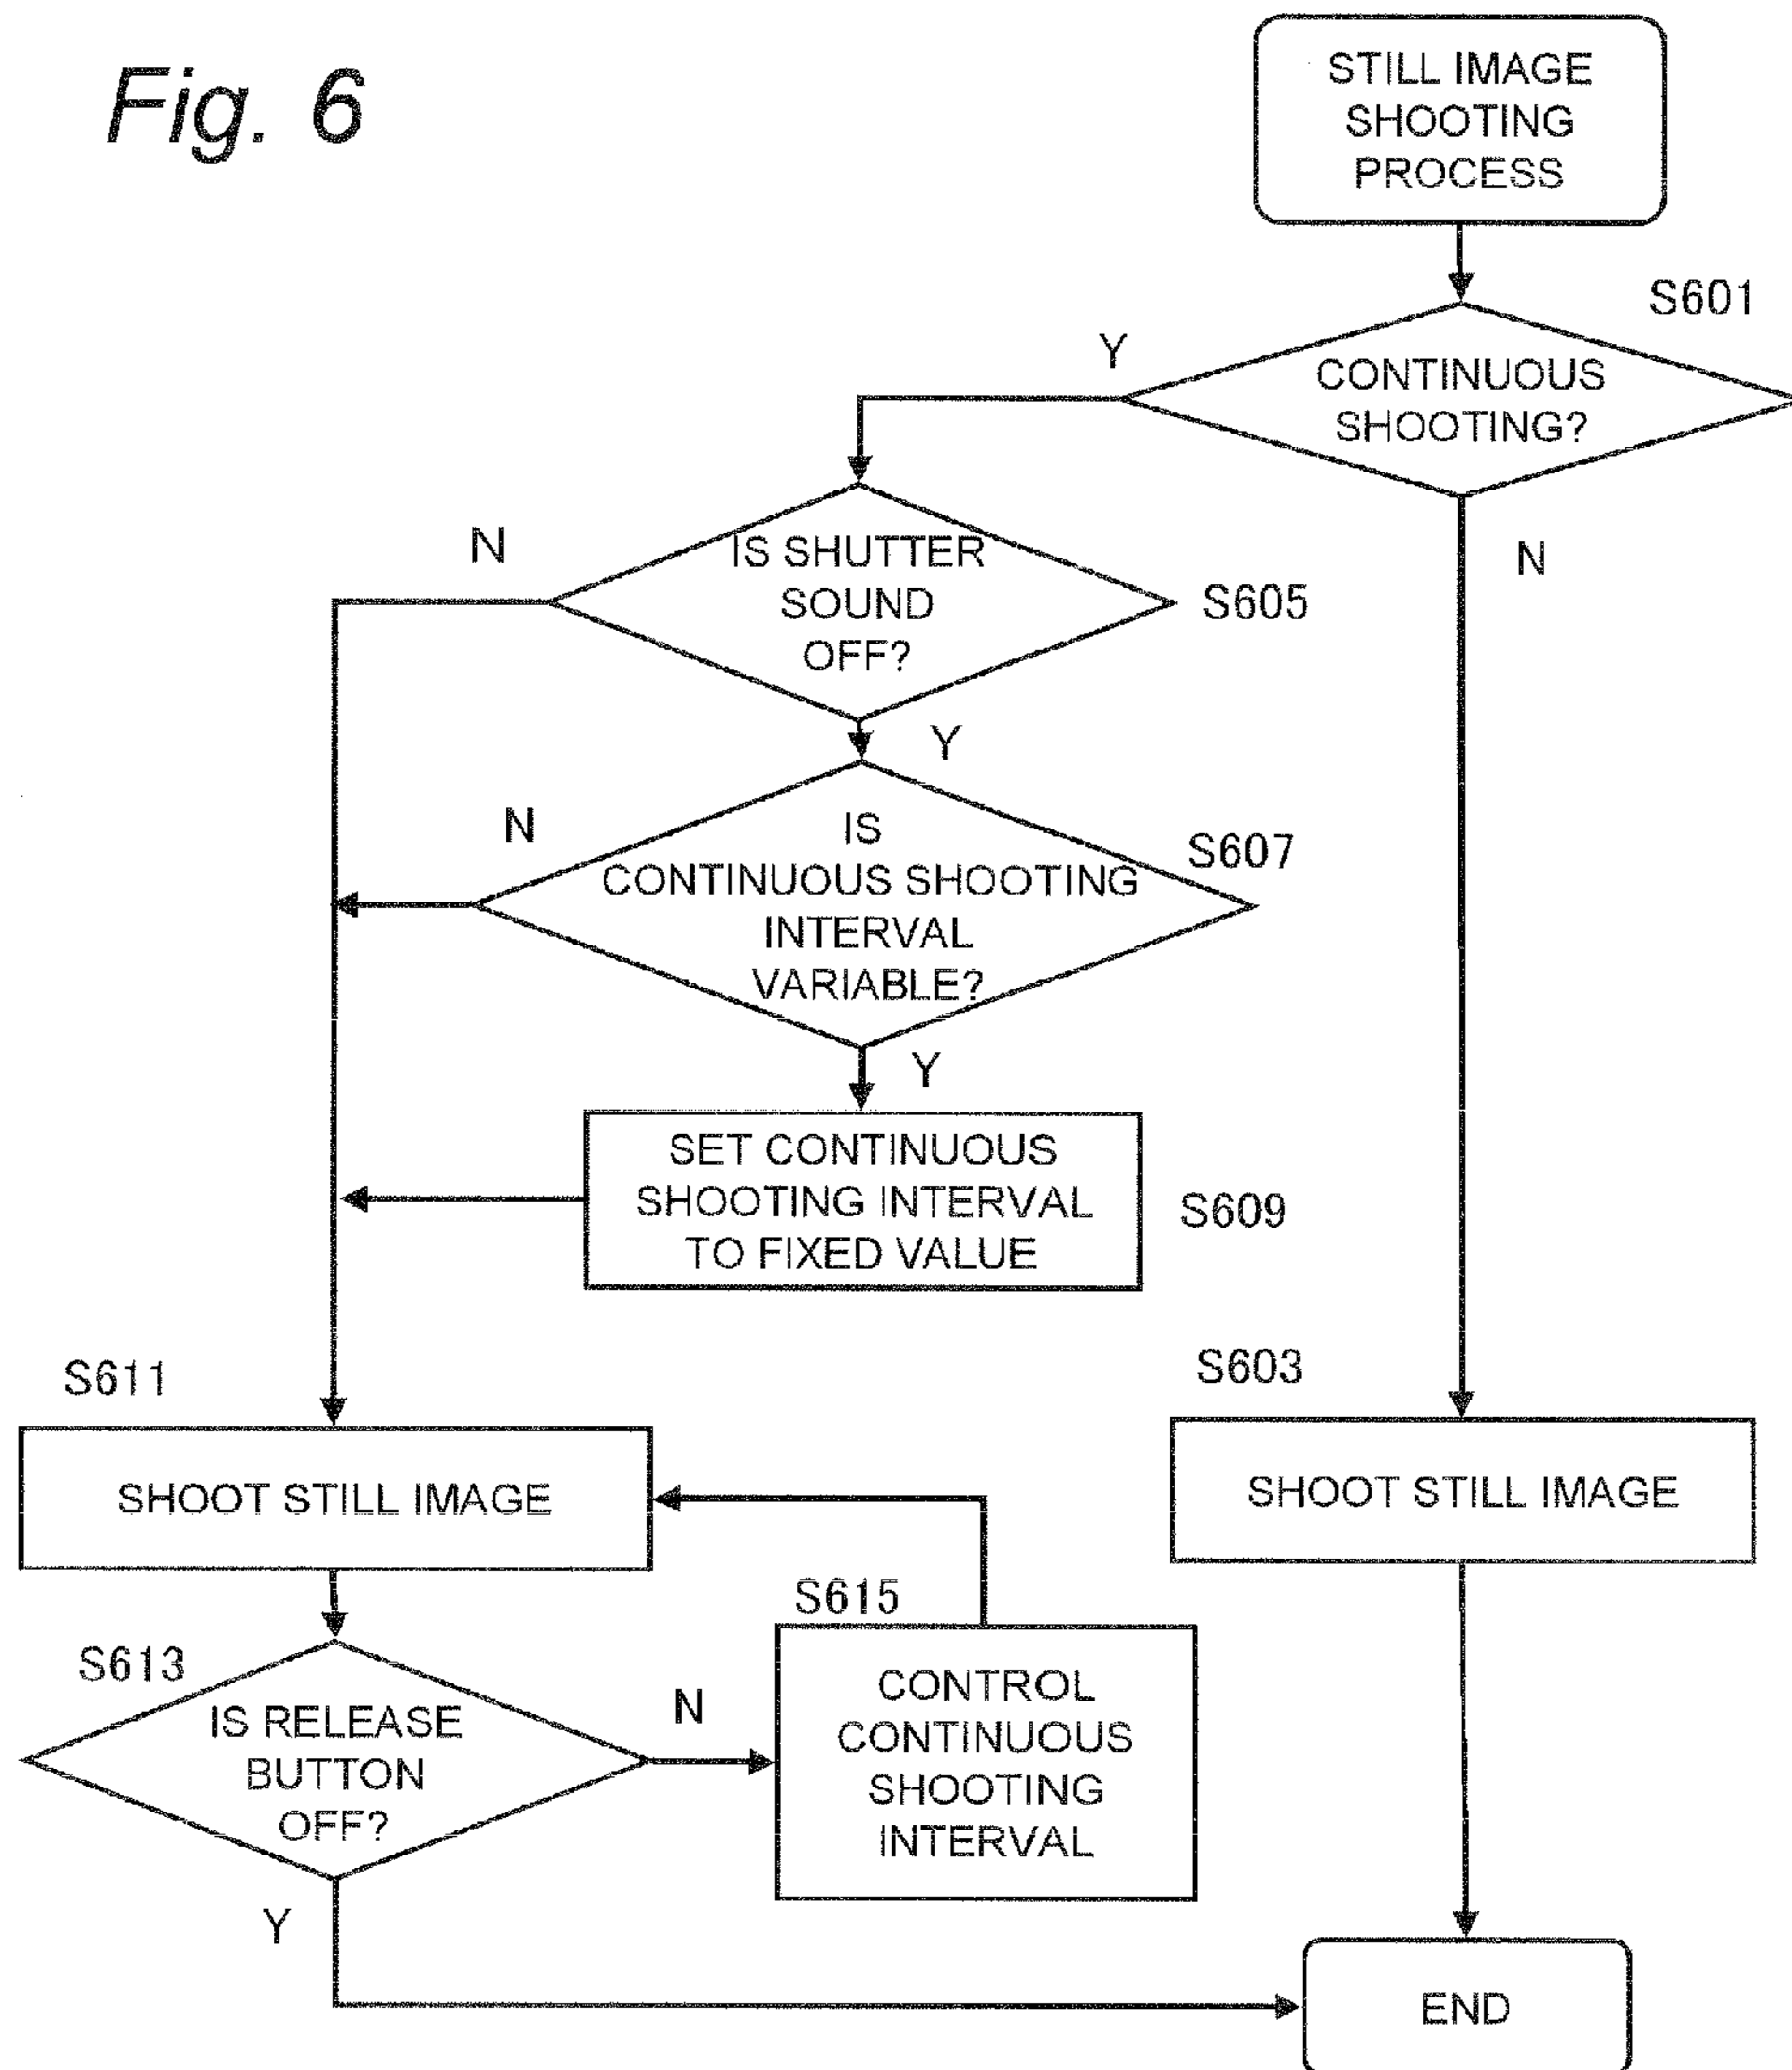 Fig. 6
STILL IMAGE
SHOOTING
PROCESS
S601
CONTINUOUS
SHOOTING?
Y
N
IS SHUTTER
SOUND
OFF?
S605
N
Y
IS
CONTINUOUS SHOOTING
INTERVAL
VARIABLE?
S607
N
Y
SET CONTINUOUS
SHOOTING INTERVAL
TO FIXED VALUE
S609
S611
SHOOT STILL IMAGE
S603
SHOOT STILL IMAGE
S613
IS RELEASE
BUTTON
OFF?
N
S615
CONTROL
CONTINUOUS
SHOOTING
INTERVAL
Y
END